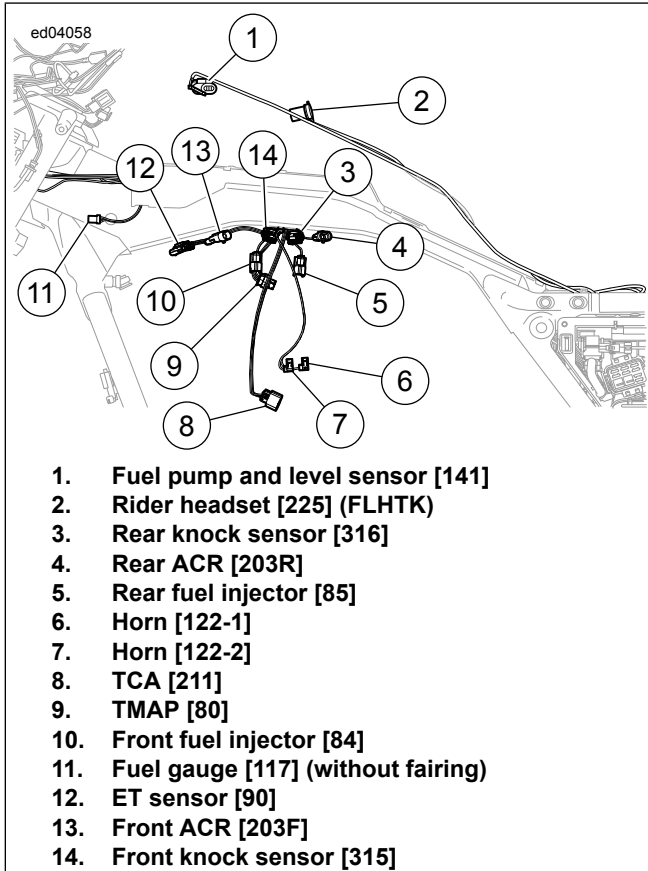 ed04058
1
2
12
13
14
3
4
11
10
5
9
6
8
7
1. Fuel pump and level sensor [141]
2. Rider headset [225] (FLHTK)
3. Rear knock sensor [316]
4. Rear ACR [203R]
5. Rear fuel injector [85]
6. Horn [122-1]
7. Horn [122-2]
8. TCA [211]
9. TMAP [80]
10. Front fuel injector [84]
11. Fuel gauge [117] (without fairing)
12. ET sensor [90]
13. Front ACR [203F]
14. Front knock sensor [315]